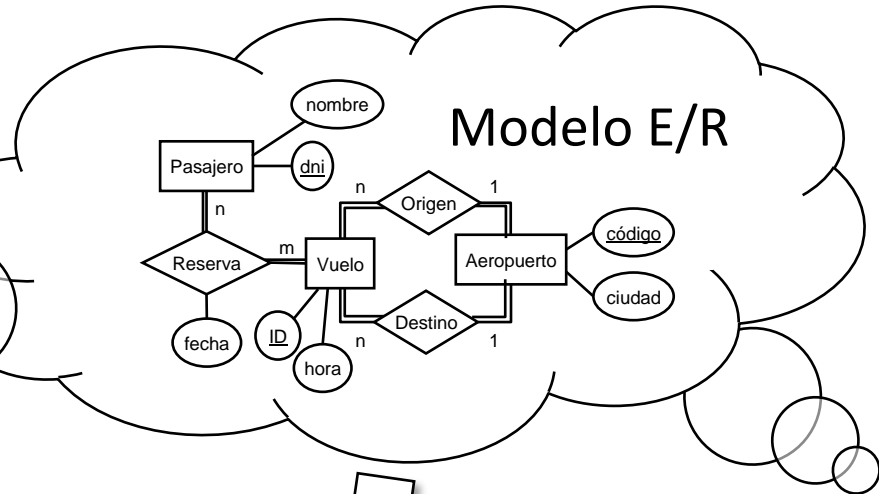 Modelo E/R
nombre
Pasajero
dni
n
n
Origen
1
Reserva
m
Vuelo
Aeropuerto
código
ciudad
fecha
ID
hora
n
Destino
1